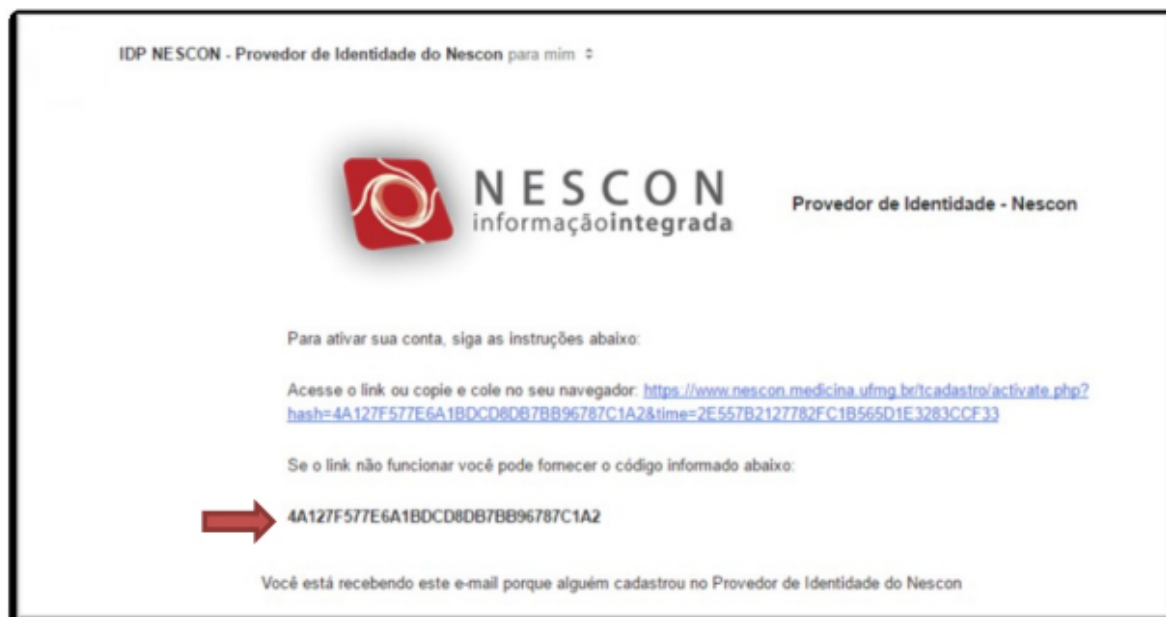 IDP NESCON - Provedor de Identidade do Nescon para mim
NESCON
informaçãointegrada
Provedor de Identidade - Nescon
Para ativar sua conta, siga as instruções abaixo:
Acesse o link ou copie e cole no seu navegador: https://www.nescon.medicina.ufmg.br/tcadastro/activate.php?
hash=4A127F577E6A1BDCD8DB7BB96787C1A2&time=2E557B2127782FC1B565D1E3283CCF33
Se o link não funcionar você pode fornecer o código informado abaixo:
4A127F577E6A1BDCD8DB7BB96787C1A2
Você está recebendo este e-mail porque alguém cadastrou no Provedor de Identidade do Nescon